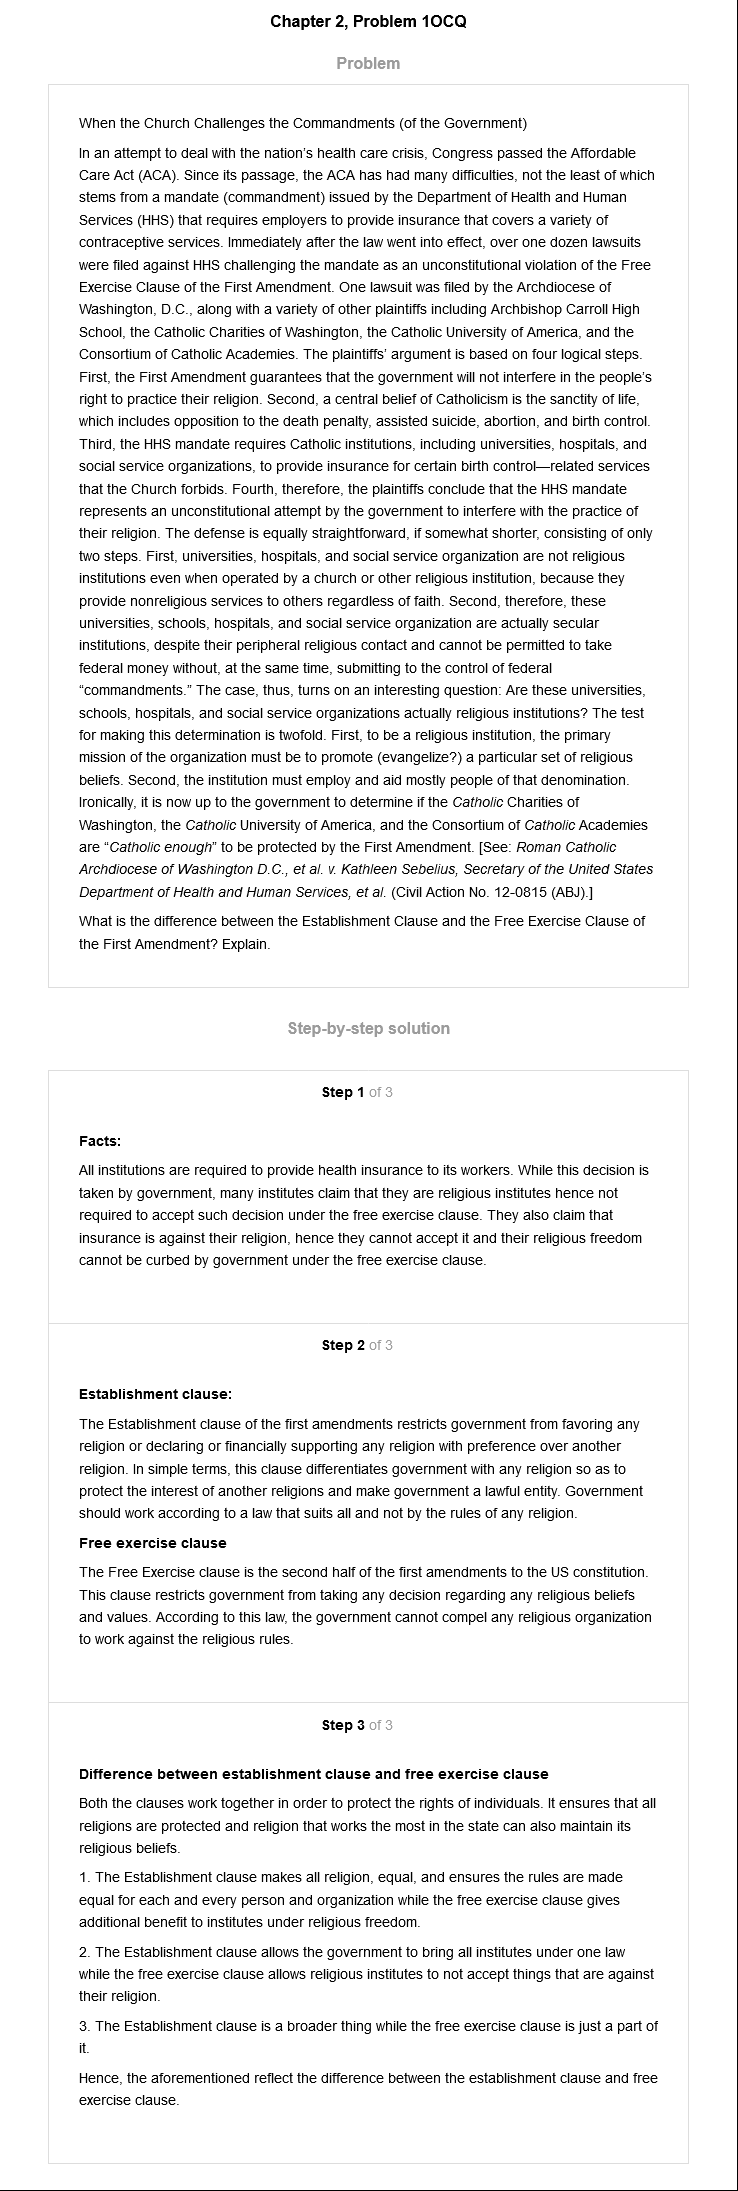 Chapter 2, Problem 1OCQ
Problem
When the Church Challenges the Commandments (of the Government)
In an attempt to deal with the nation's health care crisis, Congress passed the Affordable
Care Act (ACA). Since its passage, the ACA has had many difficulties, not the least of which
stems from a mandate (commandment) issued by the Department of Health and Human
Services (HHS) that requires employers to provide insurance that covers a variety of
contraceptive services. Immediately after the law went into effect, over one dozen lawsuits
were filed against HHS challenging the mandate as an unconstitutional violation of the Free
Exercise Clause of the First Amendment. One lawsuit was filed by the Archdiocese of
Washington, D.C., along with a variety of other plaintiffs including Archbishop Carroll High
School, the Catholic Charities of Washington, the Catholic University of America, and the
Consortium of Catholic Academies. The plaintiffs' argument is based on four logical steps.
First, the First Amendment guarantees that the government will not interfere in the people's
right to practice their religion. Second, a central belief of Catholicism is the sanctity of life,
which includes opposition to the death penalty, assisted suicide, abortion, and birth control.
Third, the HHS mandate requires Catholic institutions, including universities, hospitals, and
social service organizations, to provide insurance for certain birth control—related services
that the Church forbids. Fourth, therefore, the plaintiffs conclude that the HHS mandate
represents an unconstitutional attempt by the government to interfere with the practice of
their religion. The defense is equally straightforward, if somewhat shorter, consisting of only
two steps. First, universities, hospitals, and social service organization are not religious
institutions even when operated by a church or other religious institution, because they
provide nonreligious services to others regardless of faith. Second, therefore, these
universities, schools, hospitals, and social service organization are actually secular
institutions, despite their peripheral religious contact and cannot be permitted to take
federal money without, at the same time, submitting to the control of federal
“commandments.” The case, thus, turns on an interesting question: Are these universities,
schools, hospitals, and social service organizations actually religious institutions? The test
for making this determination is twofold. First, to be a religious institution, the primary
mission of the organization must be to promote (evangelize?) a particular set of religious
beliefs. Second, the institution must employ and aid mostly people of that denomination.
Ironically, it is now up to the government to determine if the Catholic Charities of
Washington, the Catholic University of America, and the Consortium of Catholic Academies
are “Catholic enough” to be protected by the First Amendment. [See: Roman Catholic
Archdiocese of Washington D.C., et al. v. Kathleen Sebelius, Secretary of the United States
Department of Health and Human Services, et al. (Civil Action No. 12-0815 (ABJ).]
What is the difference between the Establishment Clause and the Free Exercise Clause of
the First Amendment? Explain.
Step-by-step solution
Step 1 of 3
Facts:
All institutions are required to provide health insurance to its workers. While this decision is
taken by government, many institutes claim that they are religious institutes hence not
required to accept such decision under the free exercise clause. They also claim that
insurance is against their religion, hence they cannot accept it and their religious freedom
cannot be curbed by government under the free exercise clause.
Step 2 of 3
Establishment clause:
The Establishment clause of the first amendments restricts government from favoring any
religion or declaring or financially supporting any religion with preference over another
religion. In simple terms, this clause differentiates government with any religion so as to
protect the interest of another religions and make government a lawful entity. Government
should work according to a law that suits all and not by the rules of any religion.
Free exercise clause
The Free Exercise clause is the second half of the first amendments to the US constitution.
This clause restricts government from taking any decision regarding any religious beliefs
and values. According to this law, the government cannot compel any religious organization
to work against the religious rules.
Step 3 of 3
Difference between establishment clause and free exercise clause
Both the clauses work together in order to protect the rights of individuals. It ensures that all
religions are protected and religion that works the most in the state can also maintain its
religious beliefs.
1. The Establishment clause makes all religion, equal, and ensures the rules are made
equal for each and every person and organization while the free exercise clause gives
additional benefit to institutes under religious freedom.
2. The Establishment clause allows the government to bring all institutes under one law
while the free exercise clause allows religious institutes to not accept things that are against
their religion.
3. The Establishment clause is a broader thing while the free exercise clause is just a part of
it.
Hence, the aforementioned reflect the difference between the establishment clause and free
exercise clause.